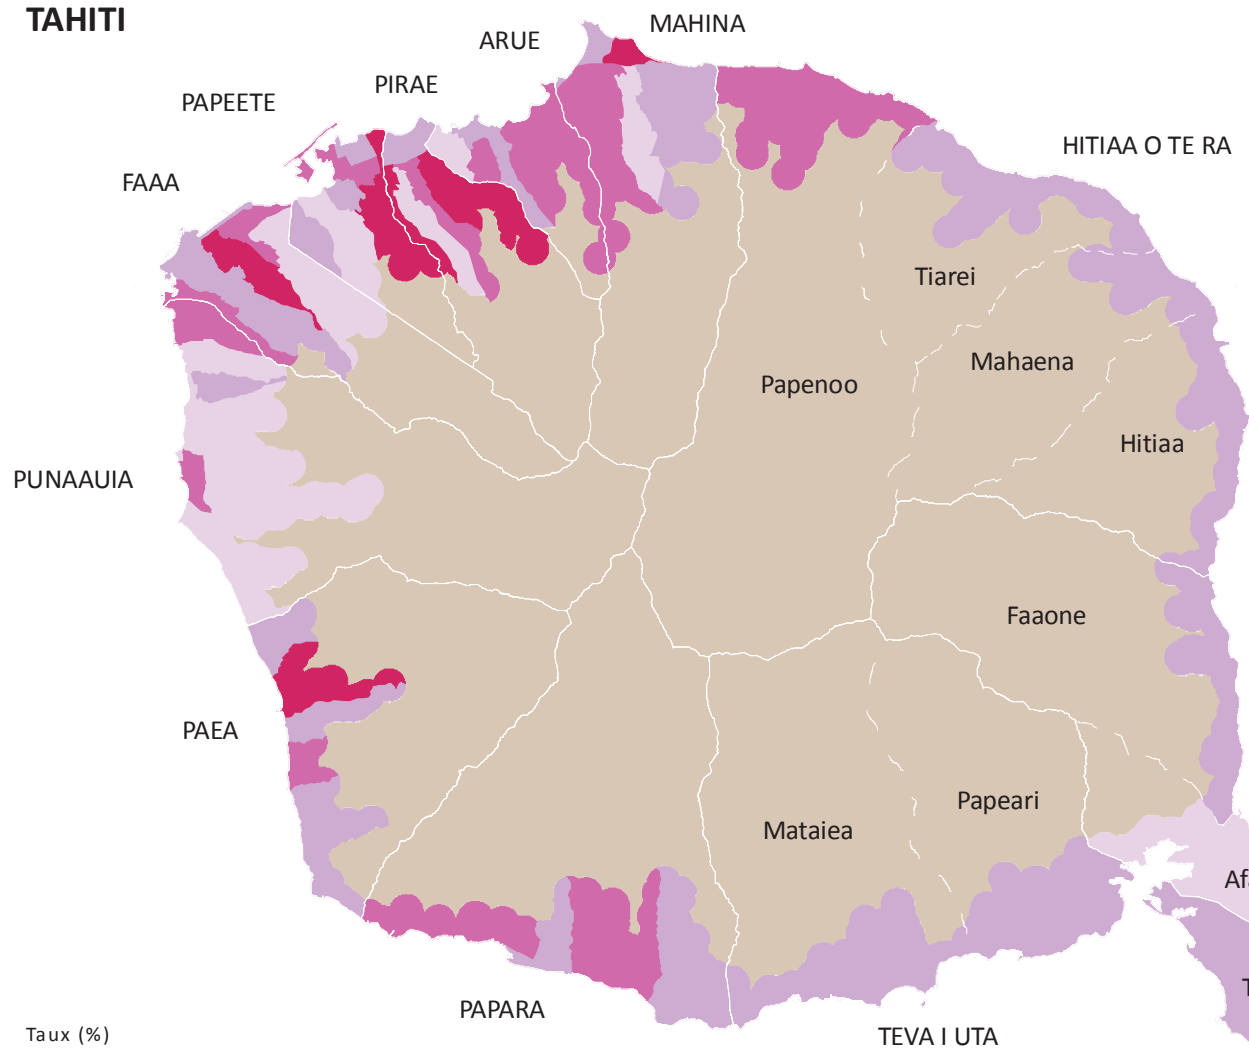 TAHITI
MAHINA
ARUE
PIRAE
PAPEETE
HITIAA O TE RA
FAAA
Tiarei
Mahaena
Papenoo
Hitiaa
PUNAAUIA
Faaone
PAEA
Papeari
Mataiea
PAPARA
TEVA I UTA
Taux (%)